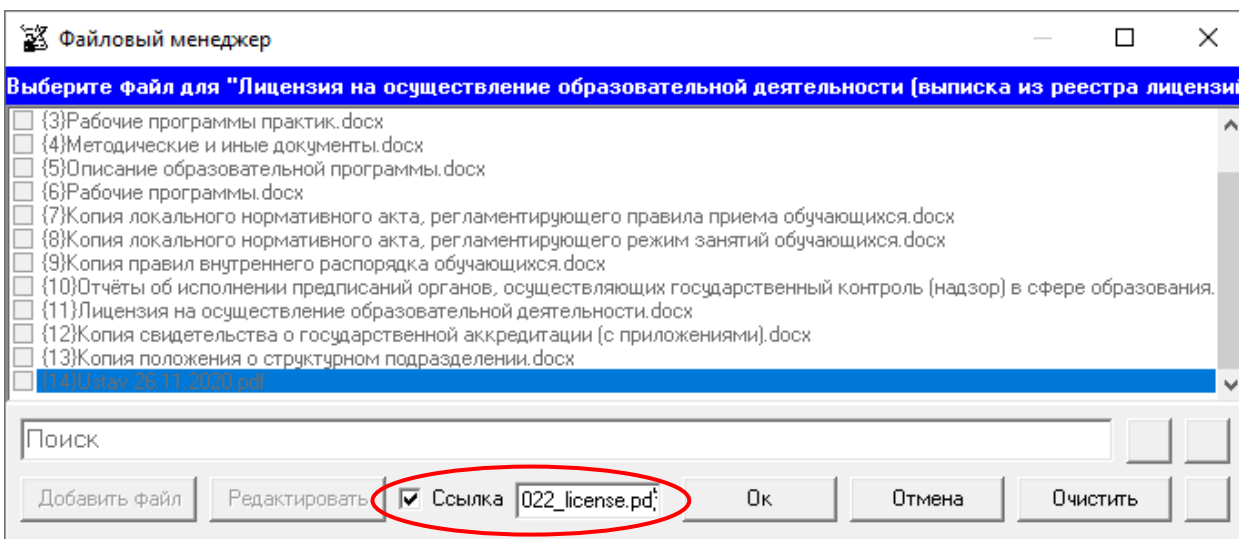 Файловый менеджер
Выберите файл для "Лицензия на осуществление образовательной деятельности (выписка из реестра лицензий
{3}Рабочие программы практик.docx
{4}Методические и иные документы.docx
{5}Описание образовательной программы.docx
{6}Рабочие программы.docx
{7}Копия локального нормативного акта, регламентирующего правила приема обучающихся.docx
{8}Копия локального нормативного акта, регламентирующего режим занятий обучающихся.docx
{9}Копия правил внутреннего распорядка обучающихся.docx
{10}Отчёты об исполнении предписаний органов, осуществляющих государственный контроль (надзор) в сфере образования.
{11}Лицензия на осуществление образовательной деятельности.docx
{12}Копия свидетельства о государственной аккредитации (с приложениями).docx
{13}Копия положения о структурном подразделении.docx
{14}Ustav 26.11.2020.pdf
Поиск
Добавить файл Редактировать Ссылка 022_license.pd Ок Отмена Очистить